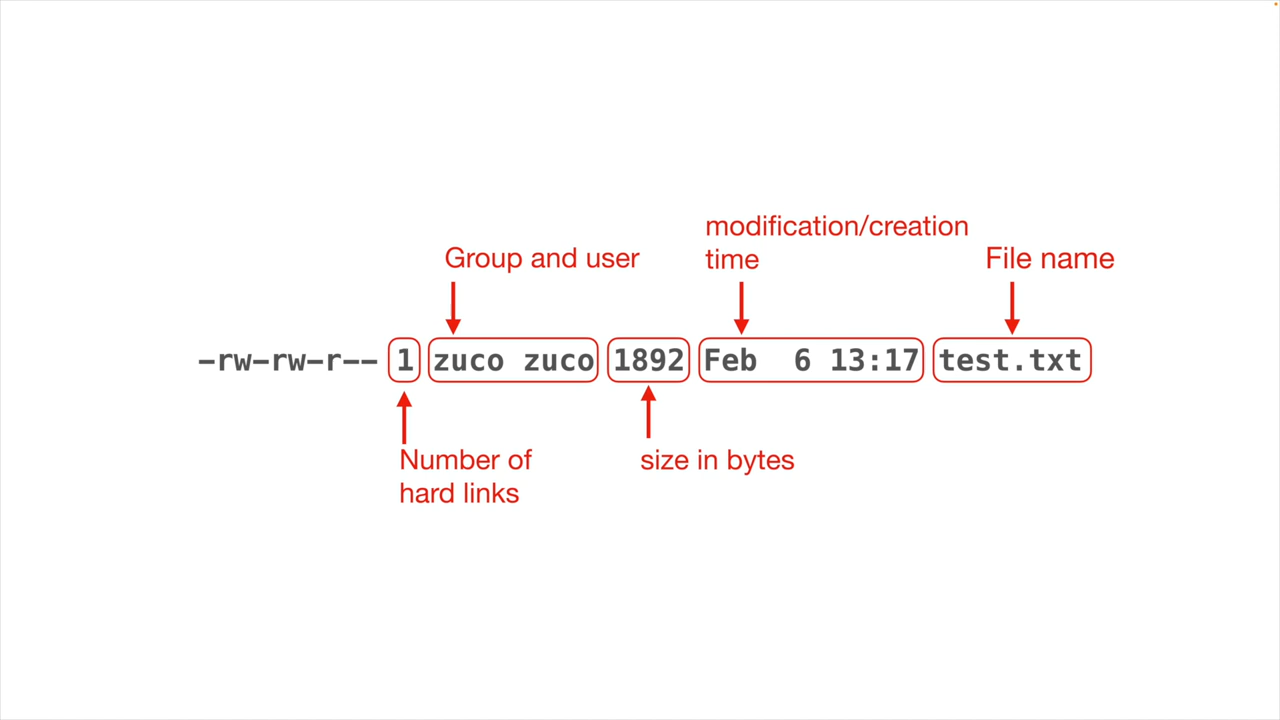 modification/creation
time
Group and user
File name
-rw-rw-r-- 1 zuco zuco 1892 Feb  6 13:17 test.txt
Number of
hard links
size in bytes